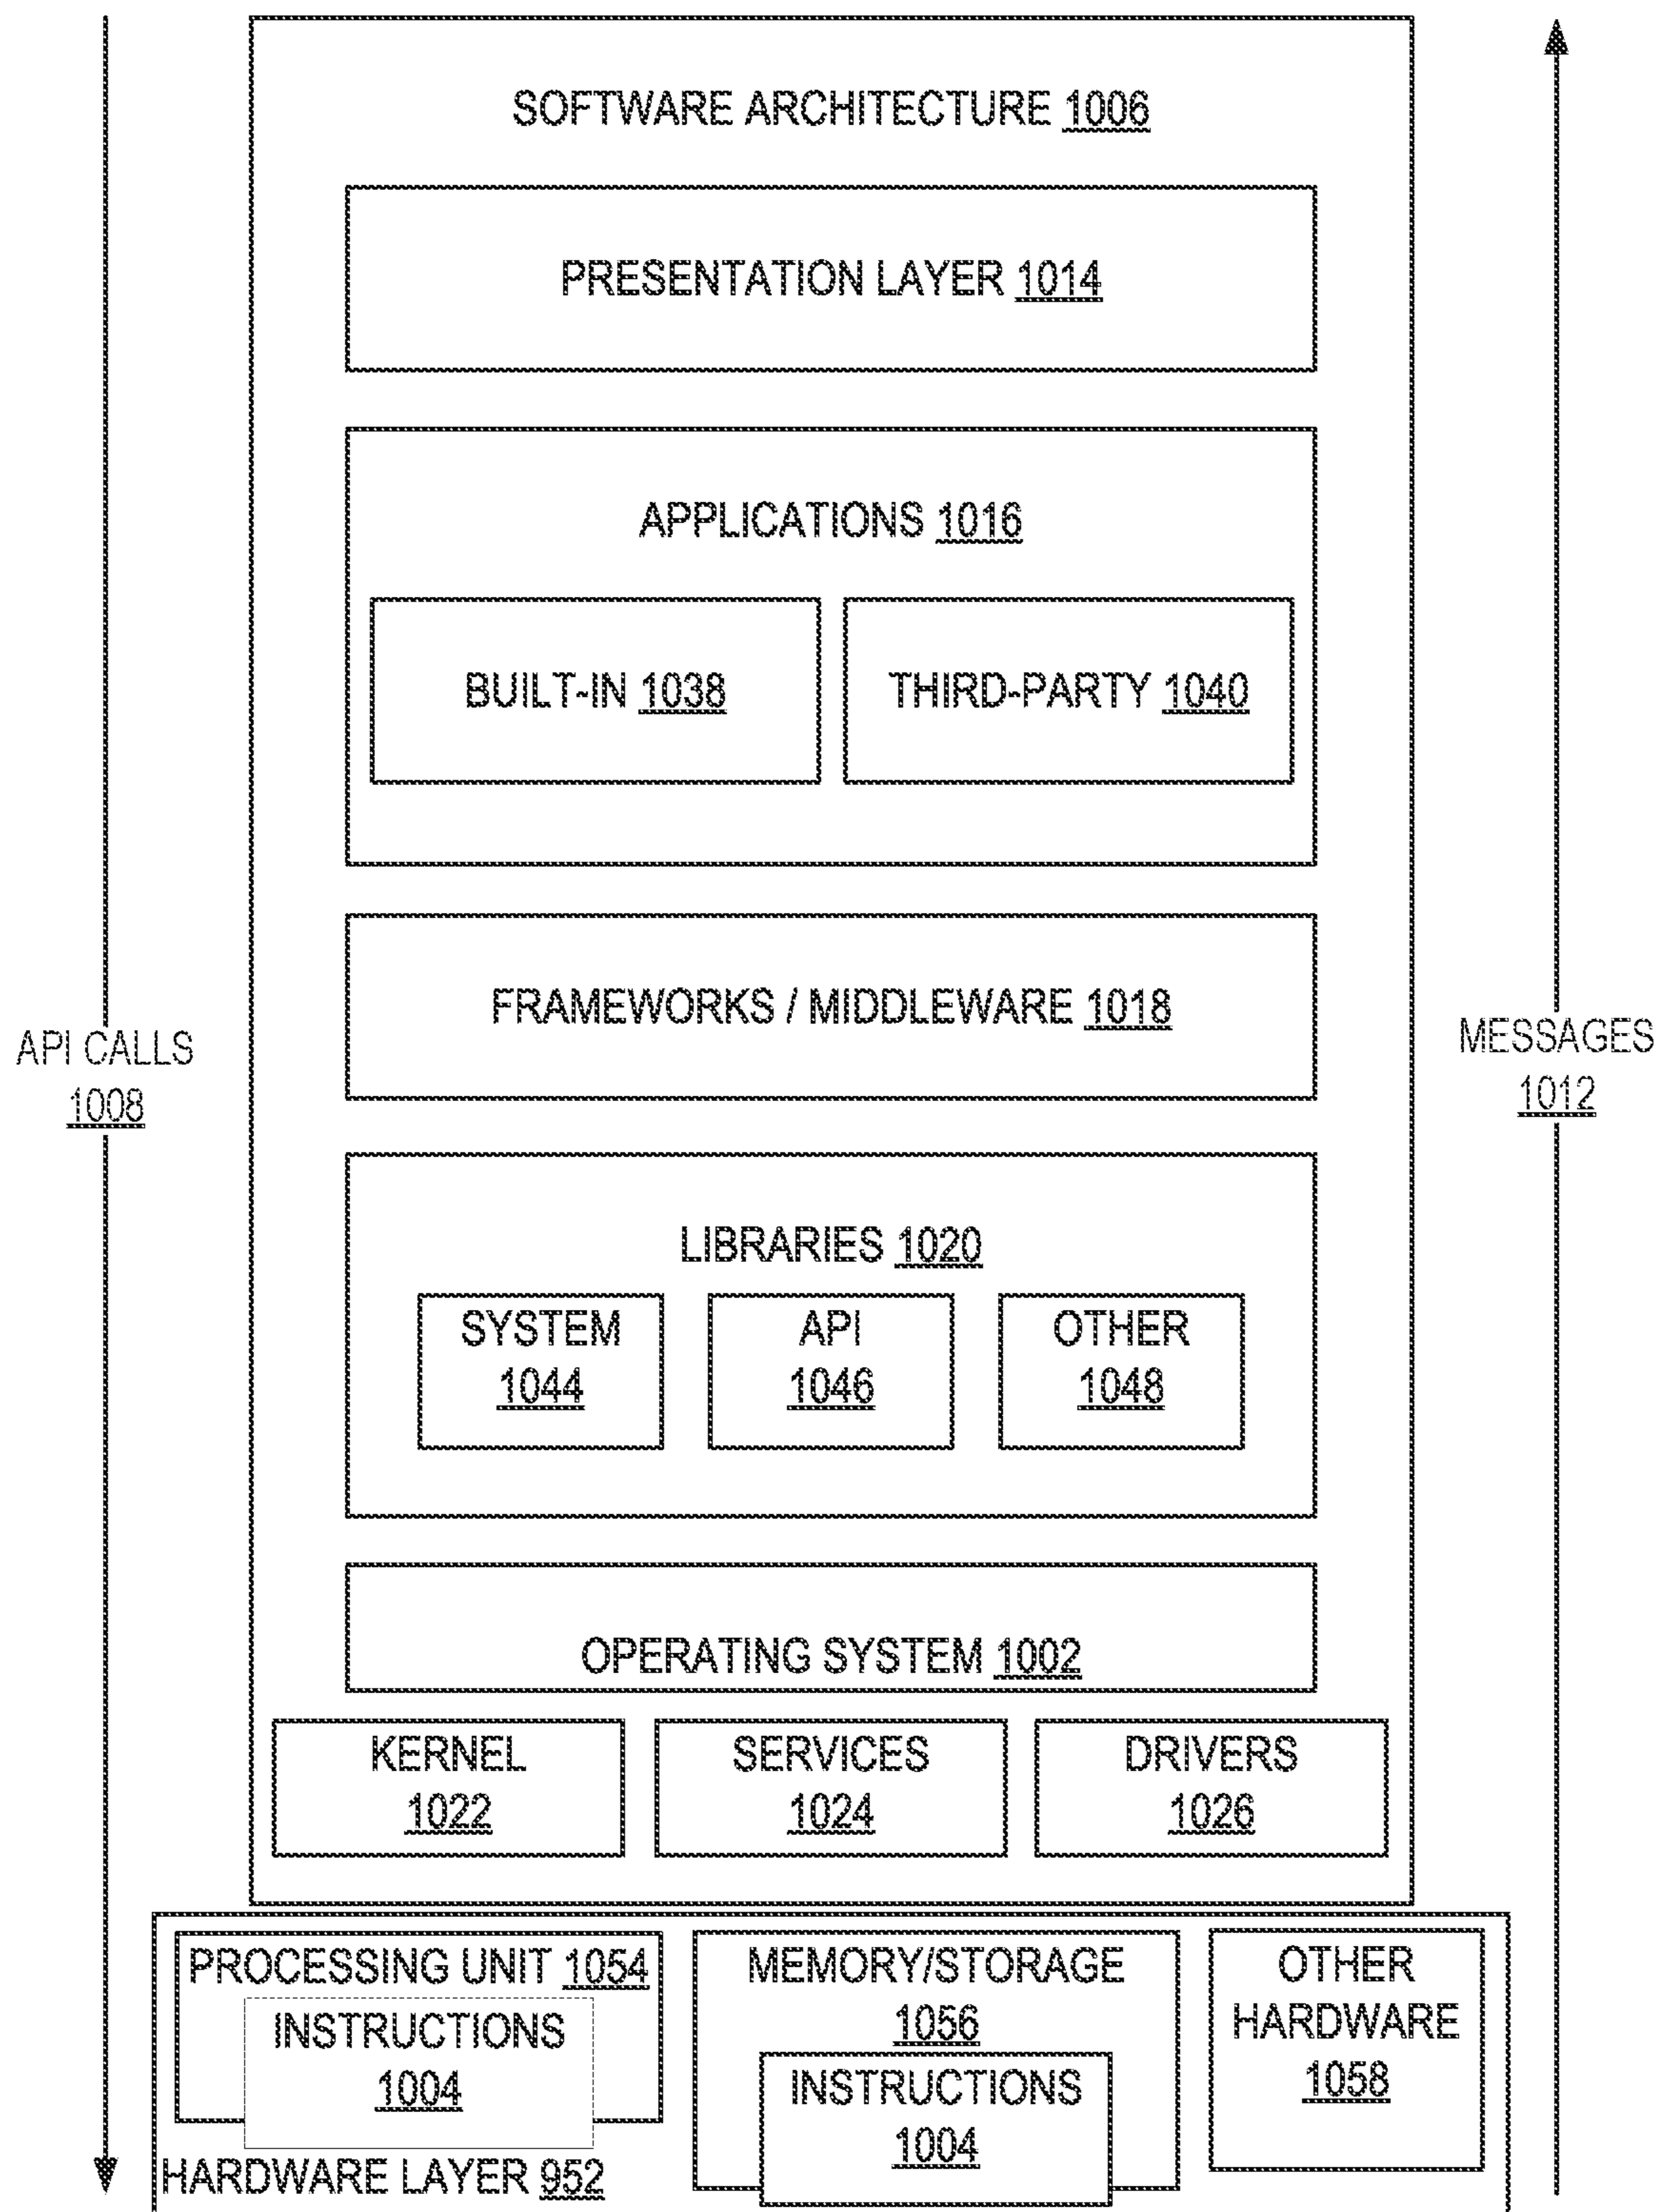 SOFTWARE ARCHITECTURE 1006
PRESENTATION LAYER 1014
APPLICATIONS 1016
BUILT-IN 1038
THIRD-PARTY 1040
FRAMEWORKS / MIDDLEWARE 1018
API CALLS
1008
MESSAGES
1012
LIBRARIES 1020
SYSTEM
1044
API
1046
OTHER
1048
OPERATING SYSTEM 1002
KERNEL
1022
SERVICES
1024
DRIVERS
1026
PROCESSING UNIT 1054
INSTRUCTIONS
1004
MEMORY/STORAGE
1056
INSTRUCTIONS
1004
OTHER
HARDWARE
1058
HARDWARE LAYER 952